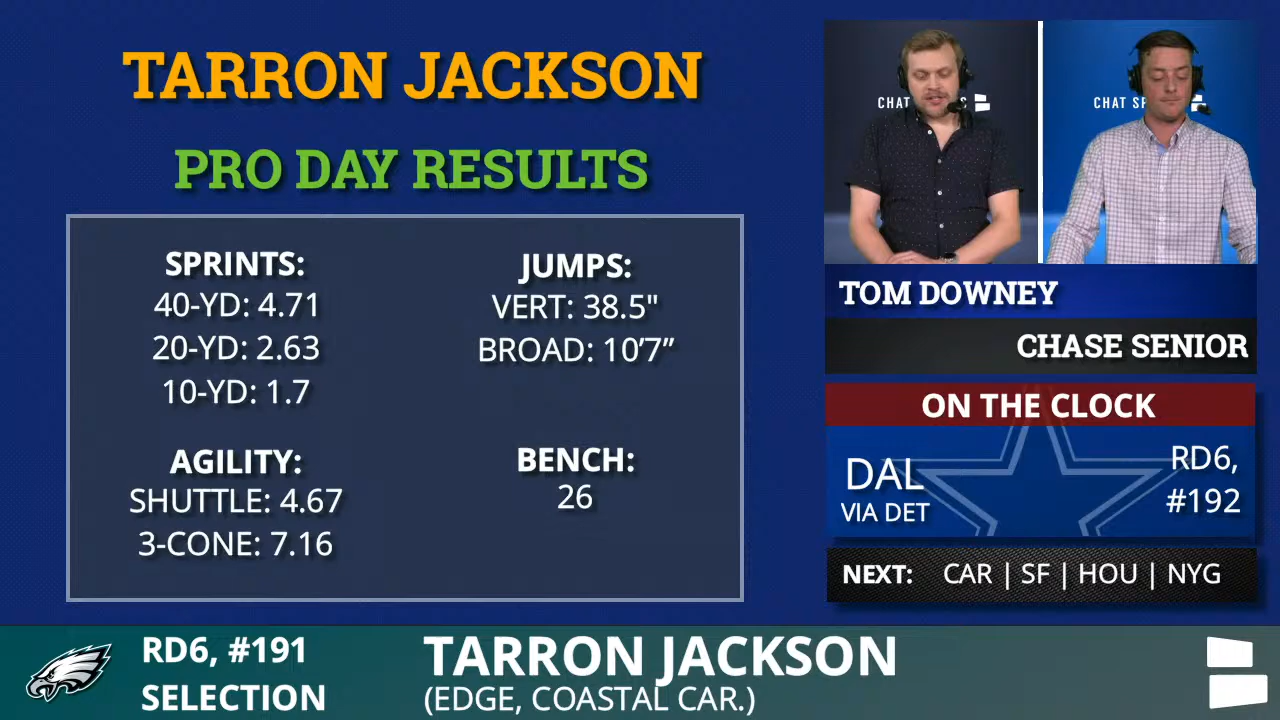 TARRON JACKSON
PRO DAY RESULTS
SPRINTS:
40-YD: 4.71
20-YD: 2.63
10-YD: 1.7
JUMPS:
VERT: 38.5"
BROAD: 10’7”
AGILITY:
SHUTTLE: 4.67
3-CONE: 7.16
BENCH:
26
CHAT
CHAT SP
TOM DOWNEY
CHASE SENIOR
ON THE CLOCK
DAL
VIA DET
RD6,
#192
NEXT: CAR | SF | HOU | NYG
RD6, #191
SELECTION
TARRON JACKSON
(EDGE, COASTAL CAR.)